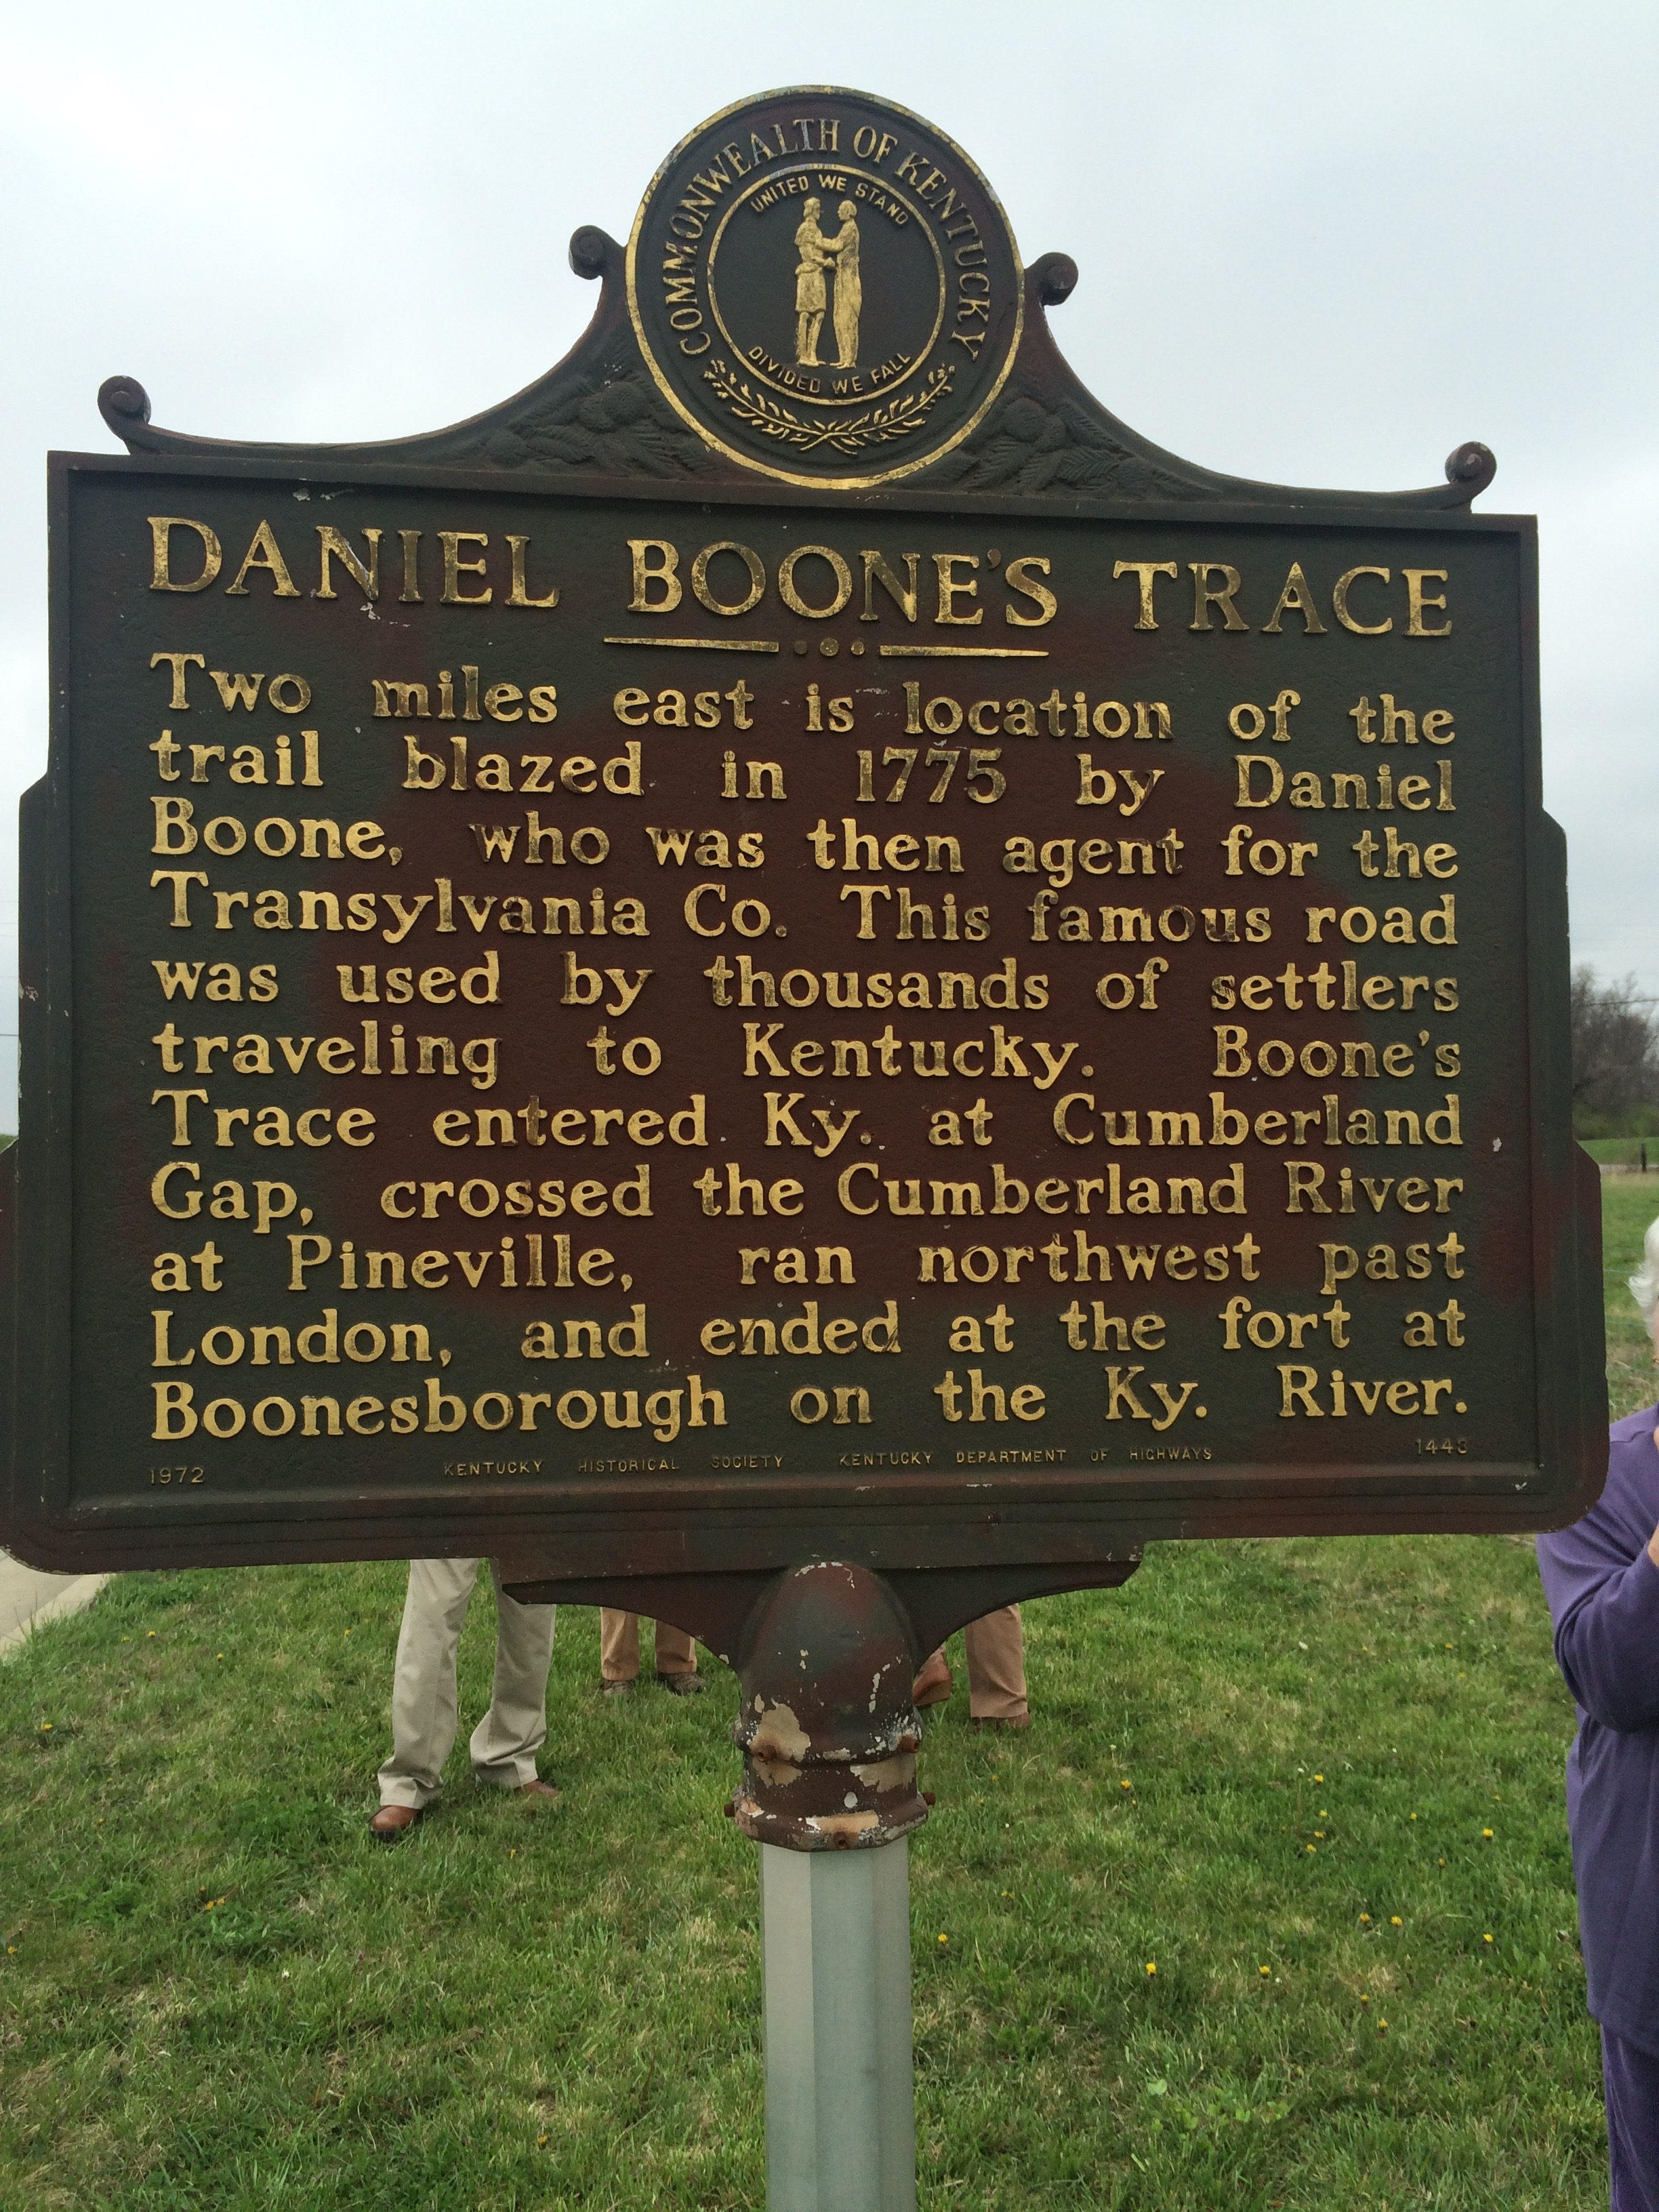 COMMONWEALTH OF KENTUCKY
UNITED WE STAND
DIVIDED WE FALL
DANIEL BOONE'S TRACE
Two miles east is location of the
trail blazed in 1775 by Daniel
Boone, who was then agent for the
Transylvania Co. This famous road
was used by thousands of settlers
traveling to Kentucky. Boone's
Trace entered Ky. at Cumberland
Gap, crossed the Cumberland River
at Pineville, ran northwest past
London, and ended at the fort at
Boonesborough on the Ky. River.
1972 KENTUCKY HISTORICAL SOCIETY KENTUCKY DEPARTMENT OF HIGHWAYS 1443